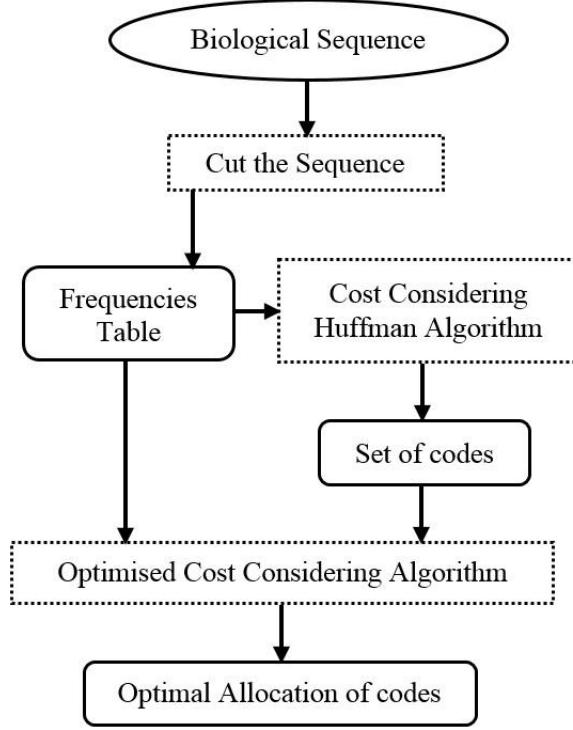 Biological Sequence
Cut the Sequence
Frequencies
Table
Cost Considering
Huffman Algorithm
Set of codes
Optimised Cost Considering Algorithm
Optimal Allocation of codes